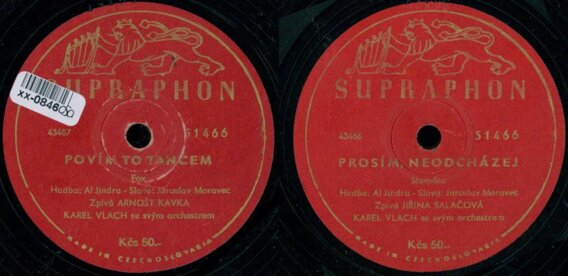 SUPRAPHON
XX-0846
43467
51466
POVÍM TO TANCEM
Fox
Hudba: Al Jindra - Slova: Jaroslav Moravec
Zpívá ARNOŠT KAVKA
KAREL VLACH se svým orchestrem
Kčs 50.-
MADE IN CZECHOSLOVAKIA
SUPRAPHON
43466
51466
PROSÍM, NEODCHÁZEJ
Slowfox
Hudba: Al Jindra - Slova: Jaroslav Moravec
Zpívá JIŘINA SALAČOVÁ
KAREL VLACH se svým orchestrem
Kčs 50.-
MADE IN CZECHOSLOVAKIA